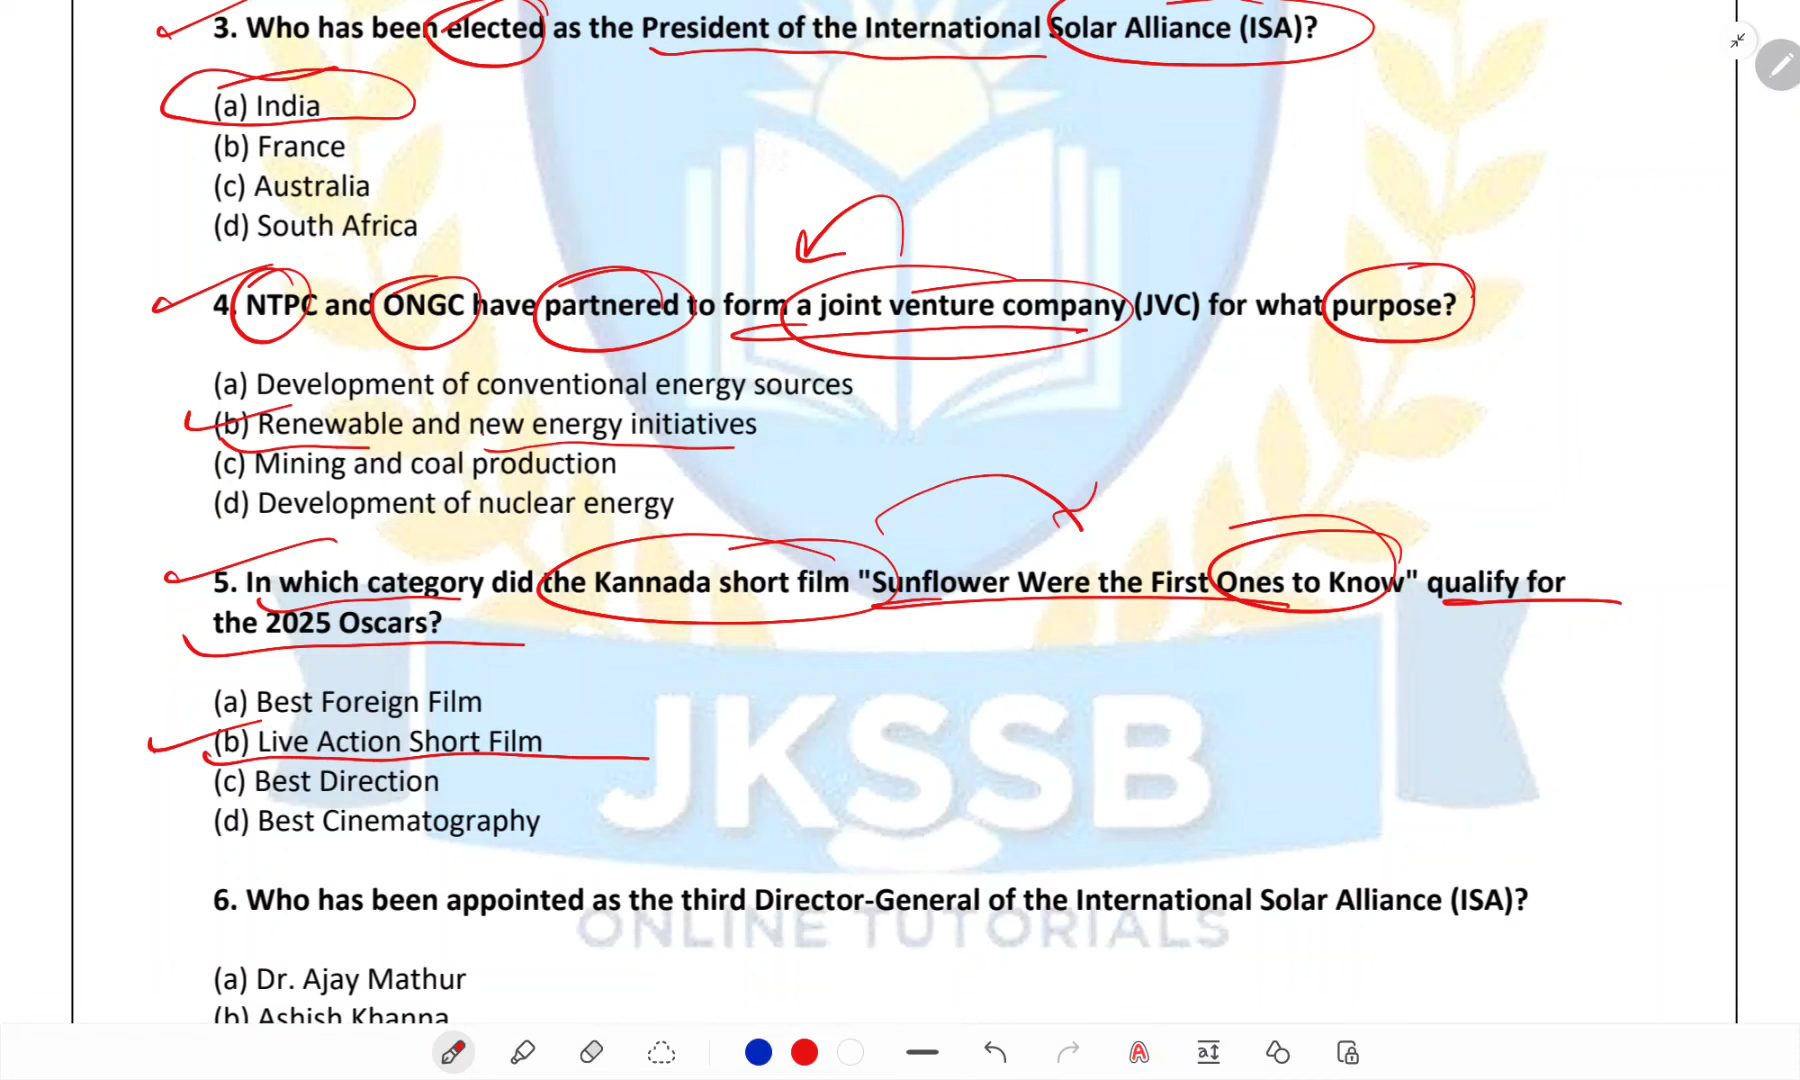 3. Who has been elected as the President of the International Solar Alliance (ISA)?
(a) India
(b) France
(c) Australia
(d) South Africa
4. NTPC and ONGC have partnered to form a joint venture company (JVC) for what purpose?
(a) Development of conventional energy sources
(b) Renewable and new energy initiatives
(c) Mining and coal production
(d) Development of nuclear energy
5. In which category did the Kannada short film "Sunflower Were the First Ones to Know" qualify for
the 2025 Oscars?
(a) Best Foreign Film
(b) Live Action Short Film
(c) Best Direction
(d) Best Cinematography
JKSSB
6. Who has been appointed as the third Director-General of the International Solar Alliance (ISA)?
ONLINE TUTORIALS
(a) Dr. Ajay Mathur
(b) Ashish Khanna
A
a